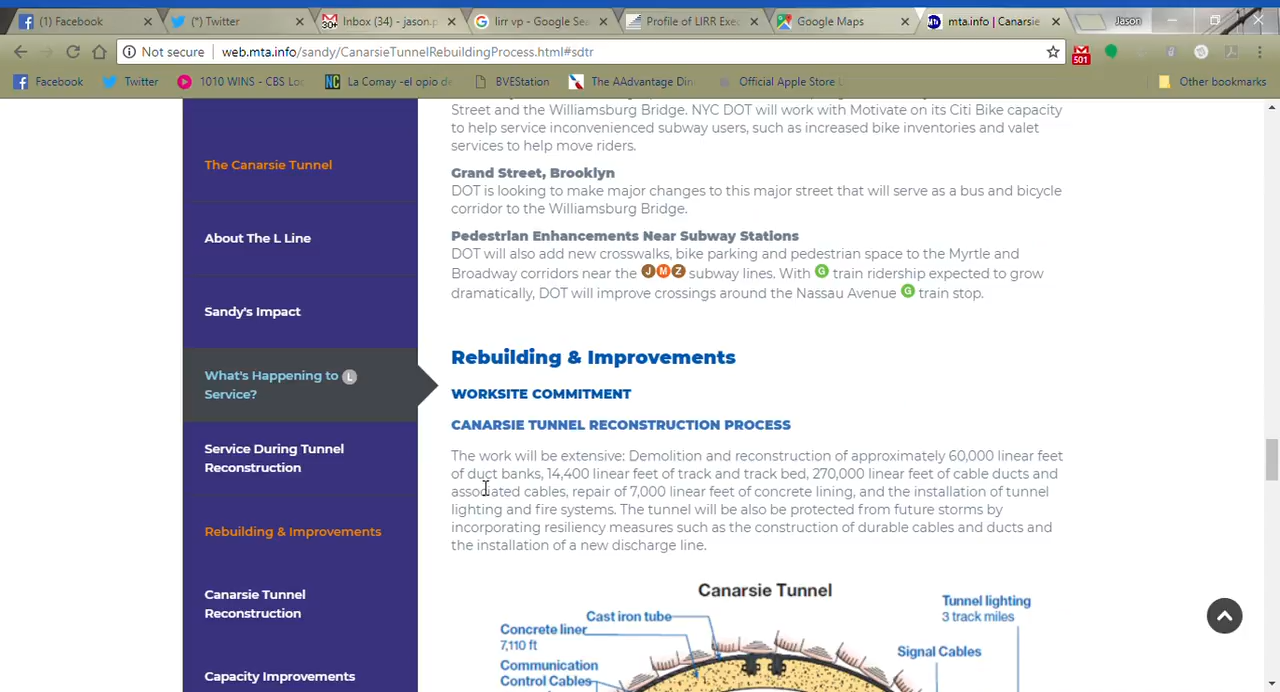 (1) Facebook
(*) Twitter
Inbox (34) - jason.p
lirr vp - Google Se
Profile of LIRR Exec
Google Maps
mta.info | Canarsie
Jason
Not secure | web.mta.info/sandy/CanarsieTunnelRebuildingProcess.html#sdtr
501
Facebook
Twitter
1010 WINS - CBS Lo
La Comay -el opio de
BVEStation
The AAdvantage Din
Official Apple Store
Other bookmarks
Street and the Williamsburg Bridge. NYC DOT will work with Motivate on its Citi Bike capacity
to help service inconvenienced subway users, such as increased bike inventories and valet
services to help move riders.
Grand Street, Brooklyn
DOT is looking to make major changes to this major street that will serve as a bus and bicycle
corridor to the Williamsburg Bridge.
Pedestrian Enhancements Near Subway Stations
DOT will also add new crosswalks, bike parking and pedestrian space to the Myrtle and
Broadway corridors near the J M Z subway lines. With G train ridership expected to grow
dramatically, DOT will improve crossings around the Nassau Avenue G train stop.
Rebuilding & Improvements
WORKSITE COMMITMENT
CANARSIE TUNNEL RECONSTRUCTION PROCESS
The work will be extensive: Demolition and reconstruction of approximately 60,000 linear feet
of duct banks, 14,400 linear feet of track and track bed, 270,000 linear feet of cable ducts and
associated cables, repair of 7,000 linear feet of concrete lining, and the installation of tunnel
lighting and fire systems. The tunnel will be also be protected from future storms by
incorporating resiliency measures such as the construction of durable cables and ducts and
the installation of a new discharge line.
The Canarsie Tunnel
About The L Line
Sandy's Impact
What's Happening to L
Service?
Service During Tunnel
Reconstruction
Rebuilding & Improvements
Canarsie Tunnel
Reconstruction
Capacity Improvements
Canarsie Tunnel
Cast iron tube
Concrete liner
7,110 ft
Communication
Control Cables
Tunnel lighting
3 track miles
Signal Cables